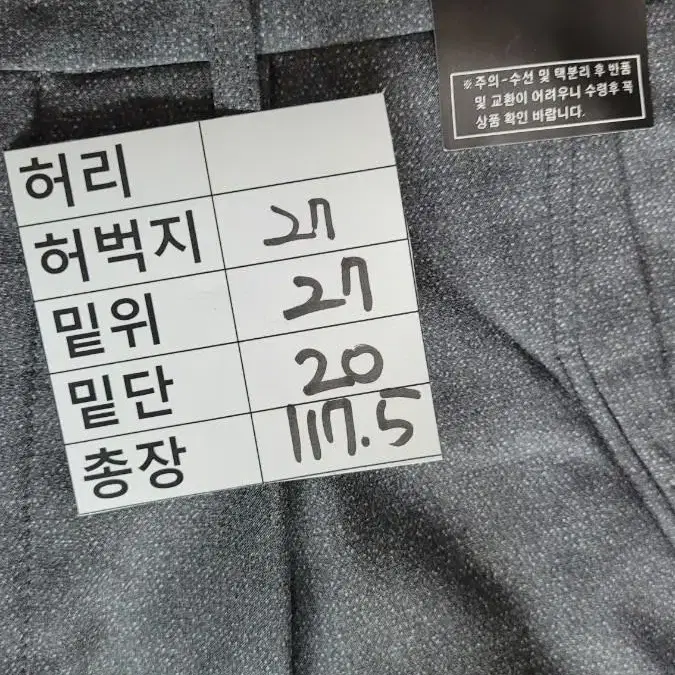 ※주의-수선 및 택분리 후 반품
및 교환이 어려우니 수령후 꼭
상품 확인 바랍니다.
허리
허벅지 27
밑위 27
밑단 20
총장 117.5